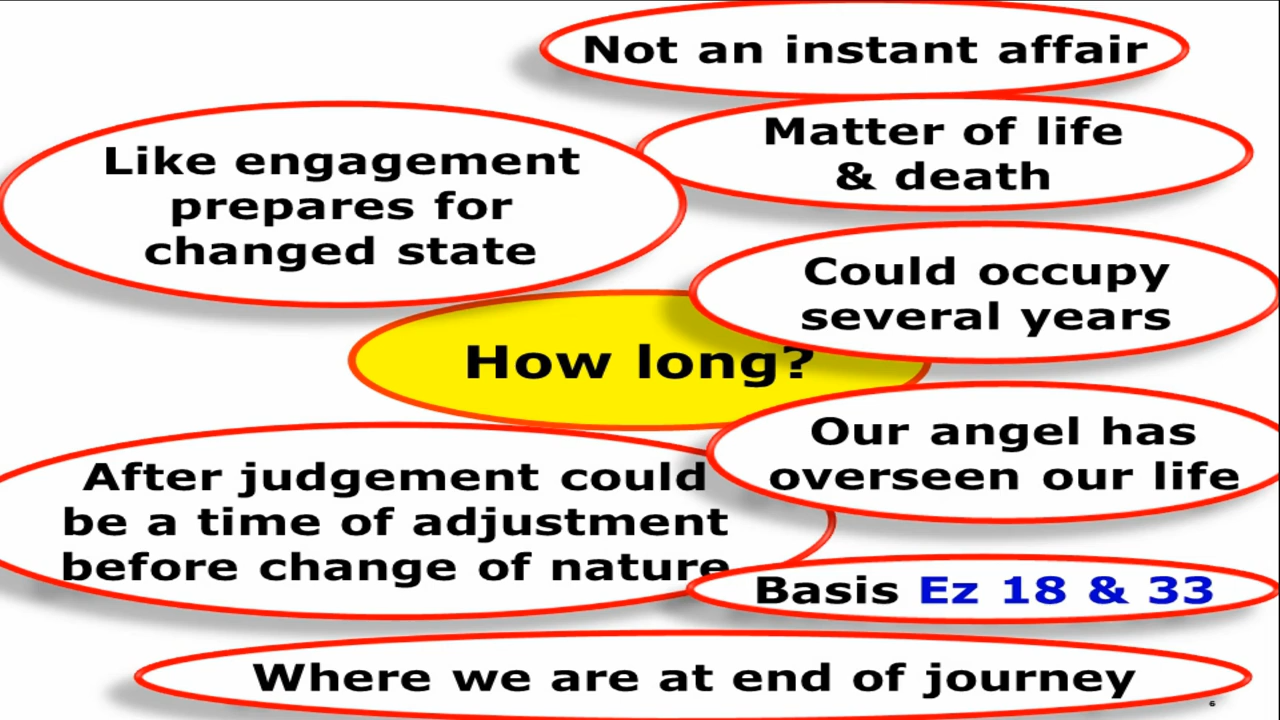 Not an instant affair
Matter of life
& death
Like engagement
prepares for
changed state
Could occupy
several years
How long?
Our angel has
overseen our life
After judgement could
be a time of adjustment
before change of nature
Basis Ez 18 & 33
Where we are at end of journey
6